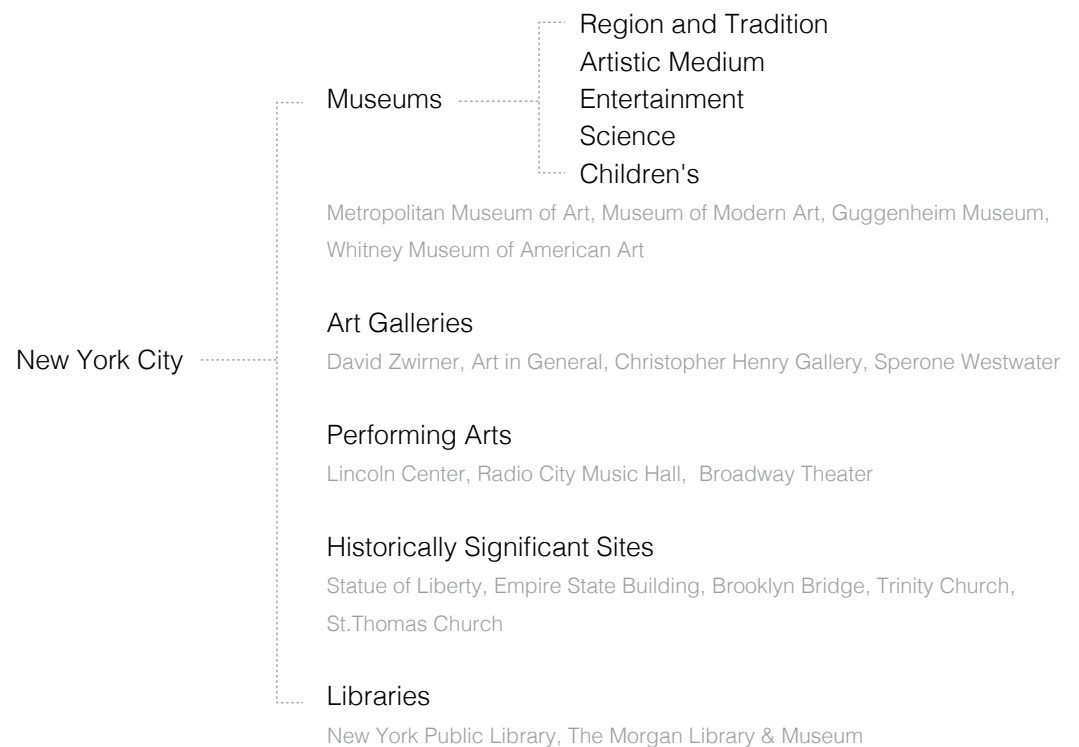 Region and Tradition
Artistic Medium
Museums
Entertainment
Science
Children's
Metropolitan Museum of Art, Museum of Modern Art, Guggenheim Museum,
Whitney Museum of American Art
Art Galleries
New York City
David Zwirner, Art in General, Christopher Henry Gallery, Sperone Westwater
Performing Arts
Lincoln Center, Radio City Music Hall,  Broadway Theater
Historically Significant Sites
Statue of Liberty, Empire State Building, Brooklyn Bridge, Trinity Church,
St.Thomas Church
Libraries
New York Public Library, The Morgan Library & Museum